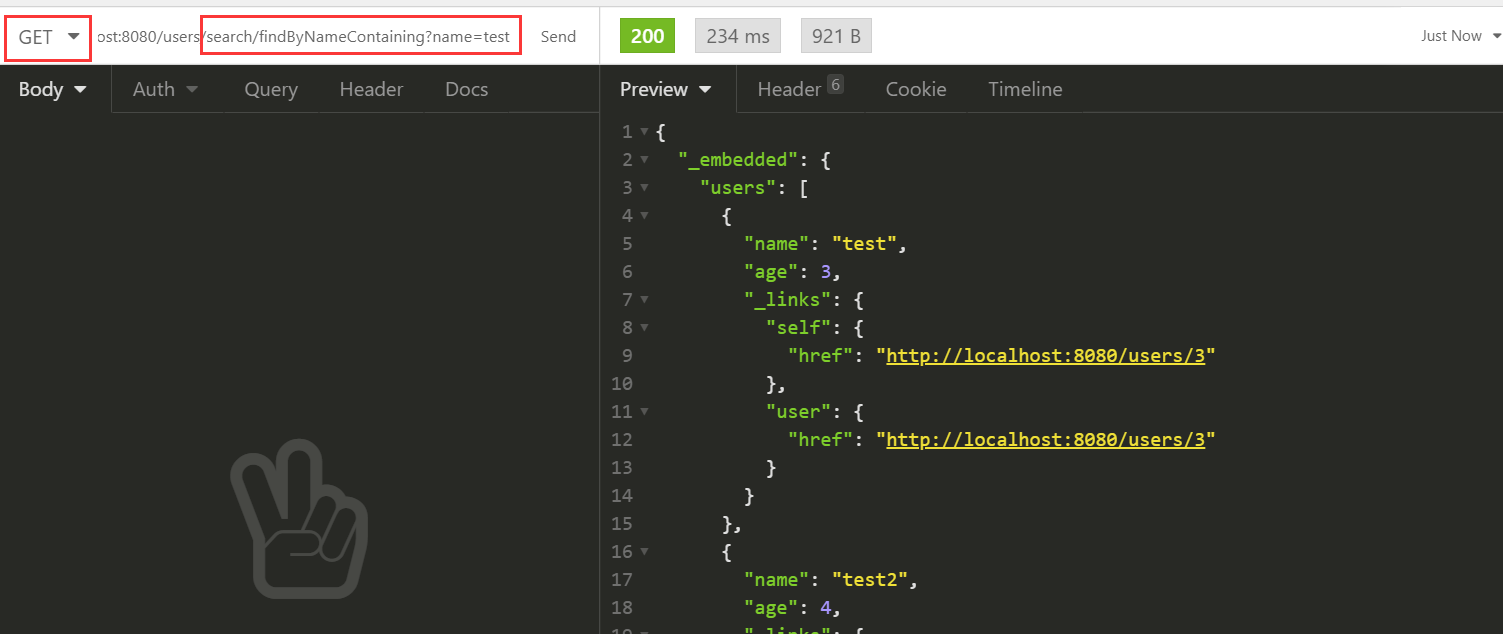 GET ost:8080/users/search/findByNameContaining?name=test Send 200 234 ms 921 B Just Now
Body Auth Query Header Docs Preview Header 6 Cookie Timeline
1 {
2 "_embedded": {
3 "users": [
4 {
5 "name": "test",
6 "age": 3,
7 "_links": {
8 "self": {
9 "href": "http://localhost:8080/users/3"
10 },
11 "user": {
12 "href": "http://localhost:8080/users/3"
13 }
14 }
15 },
16 {
17 "name": "test2",
18 "age": 4,
19 "_links": {